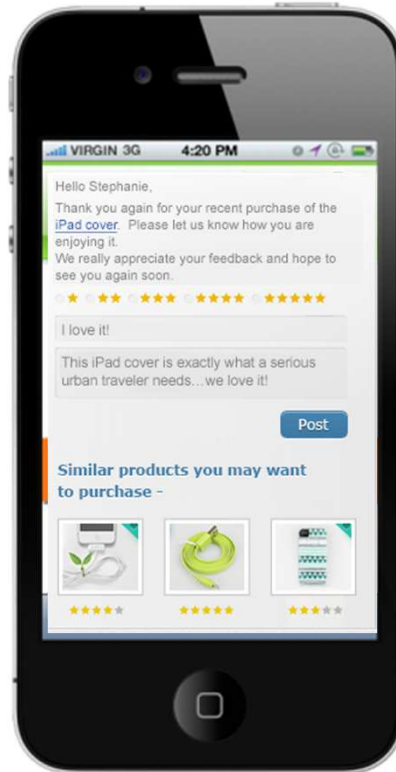 VIRGIN 3G 4:20 PM
Hello Stephanie,
Thank you again for your recent purchase of the
iPad cover. Please let us know how you are
enjoying it.
We really appreciate your feedback and hope to
see you again soon.
I love it!
This iPad cover is exactly what a serious
urban traveler needs...we love it!
Post
Similar products you may want
to purchase -